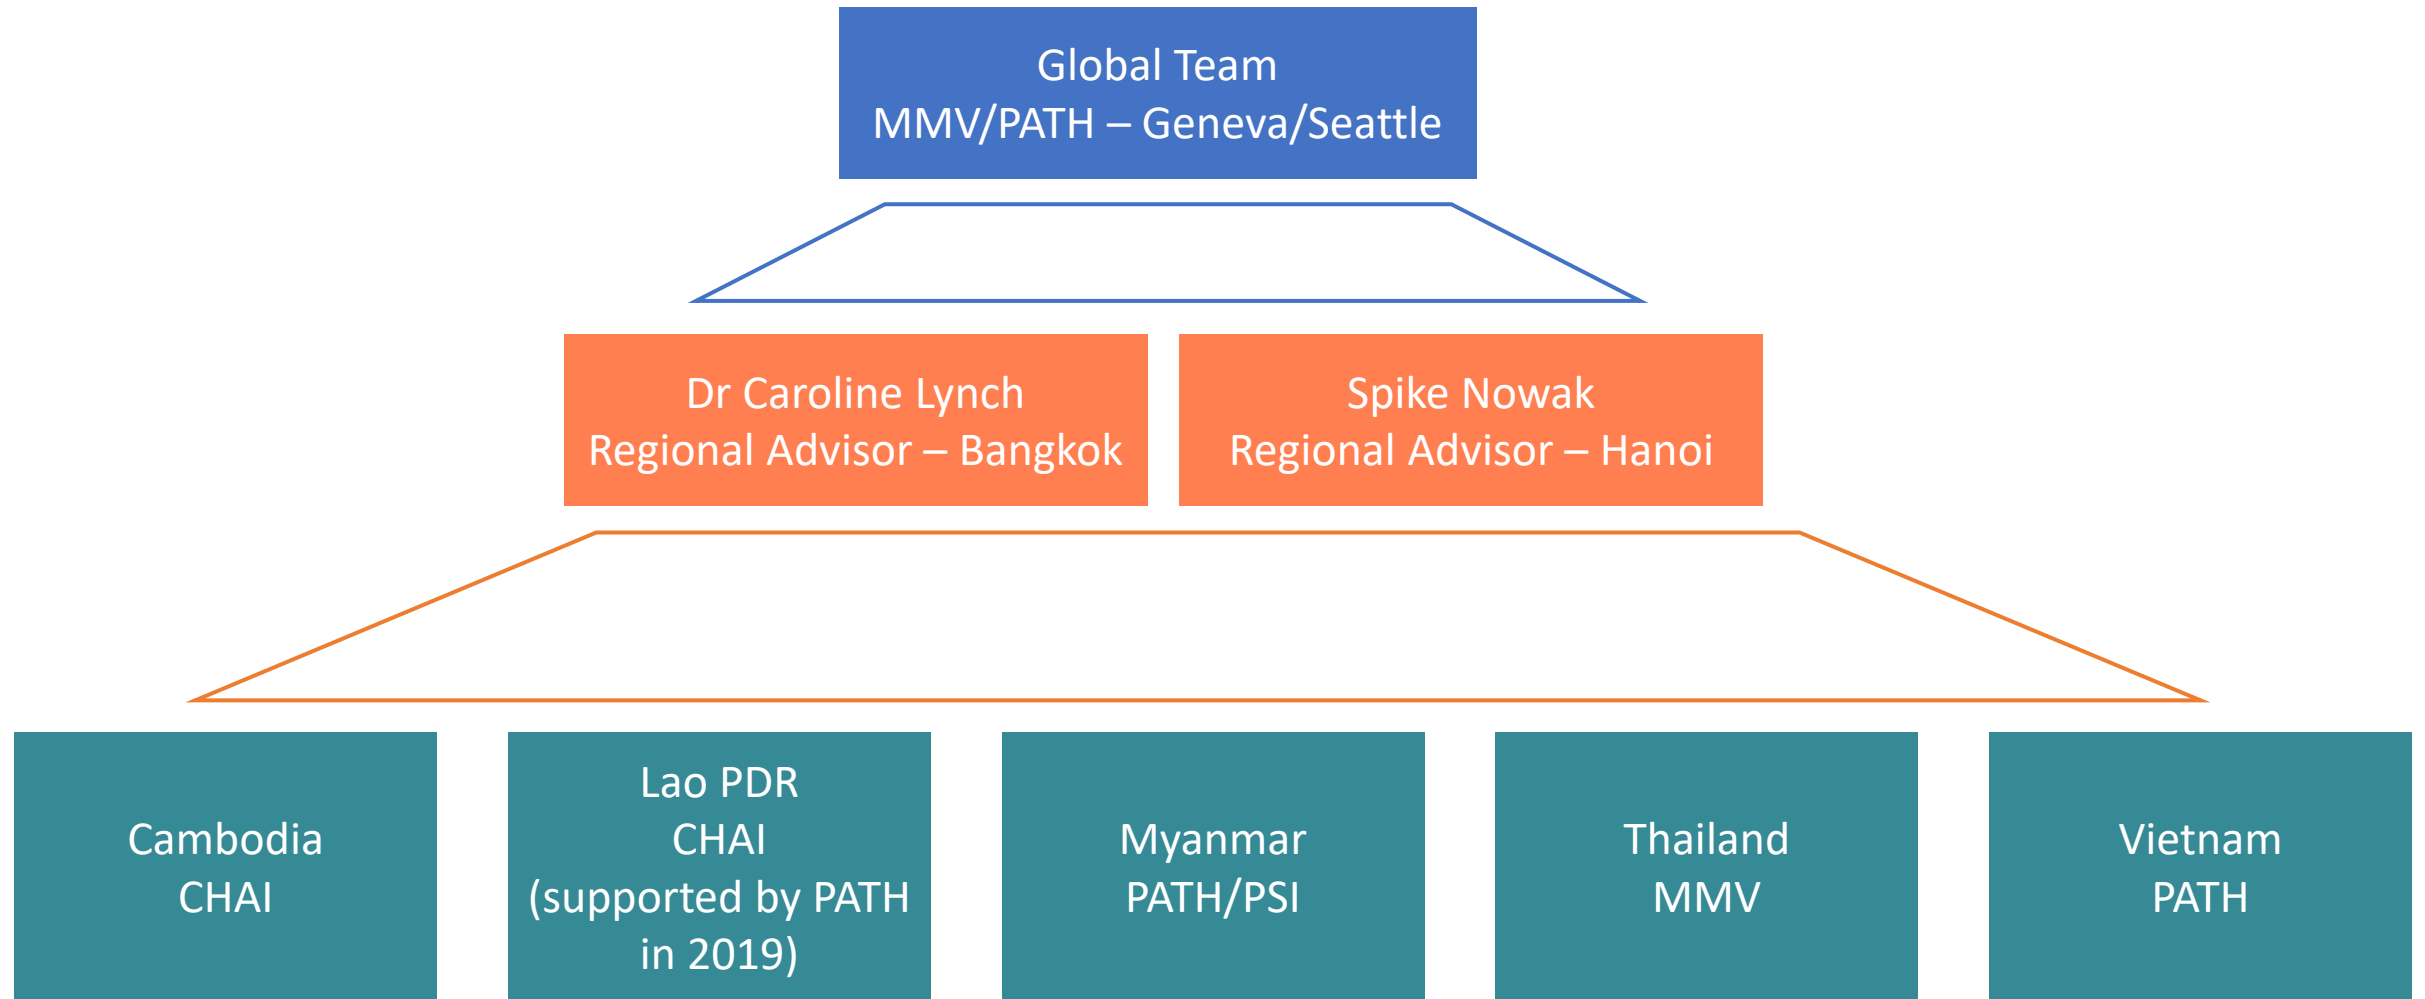 Global Team
MMV/PATH – Geneva/Seattle
Dr Caroline Lynch
Regional Advisor – Bangkok
Spike Nowak
Regional Advisor – Hanoi
Cambodia
CHAI
Lao PDR
CHAI
(supported by PATH
in 2019)
Myanmar
PATH/PSI
Thailand
MMV
Vietnam
PATH